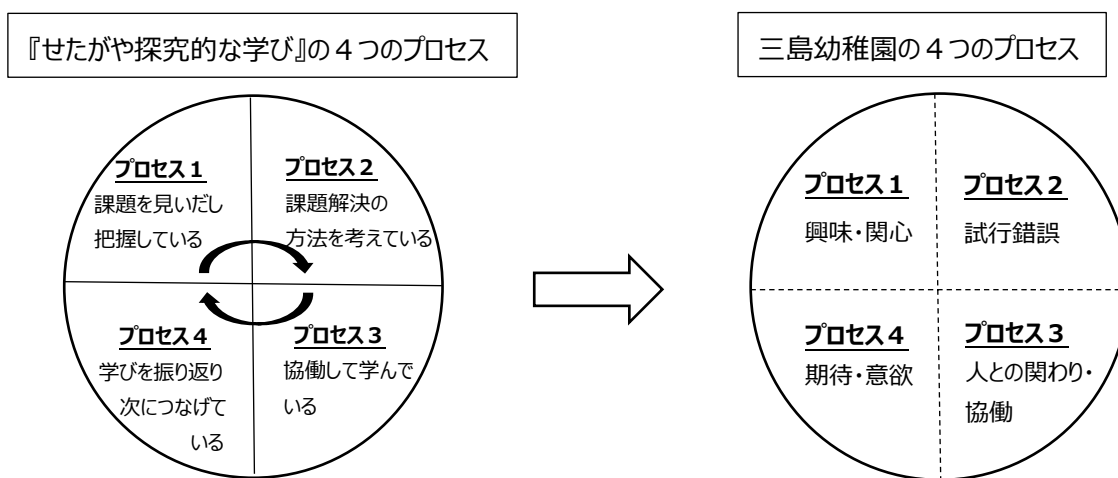 『せたがや探究的な学び』の４つのプロセス
プロセス１
課題を見いだし
把握している
プロセス２
課題解決の
方法を考えている
プロセス４
学びを振り返り
次につなげて
いる
プロセス３
協働して学んで
いる
三島幼稚園の４つのプロセス
プロセス１
興味・関心
プロセス２
試行錯誤
プロセス４
期待・意欲
プロセス３
人との関わり・
協働